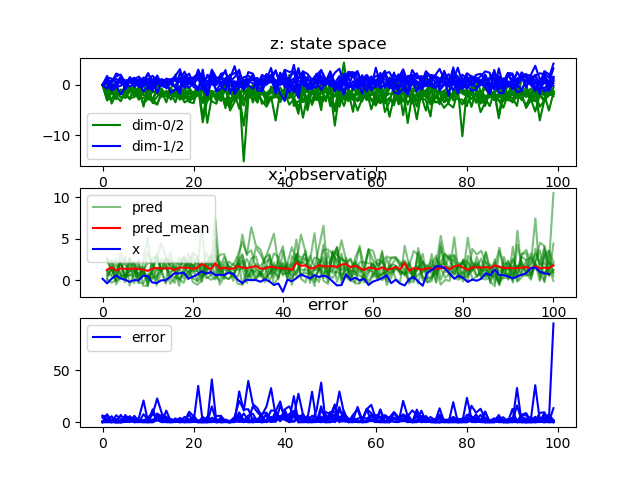 z: state space
0
−10
dim-0/2
dim-1/2
0 20 40 60 80 100
x: observation
10
5
0
pred
pred_mean
x
0 20 40 60 80 100
error
50
0
error
0 20 40 60 80 100